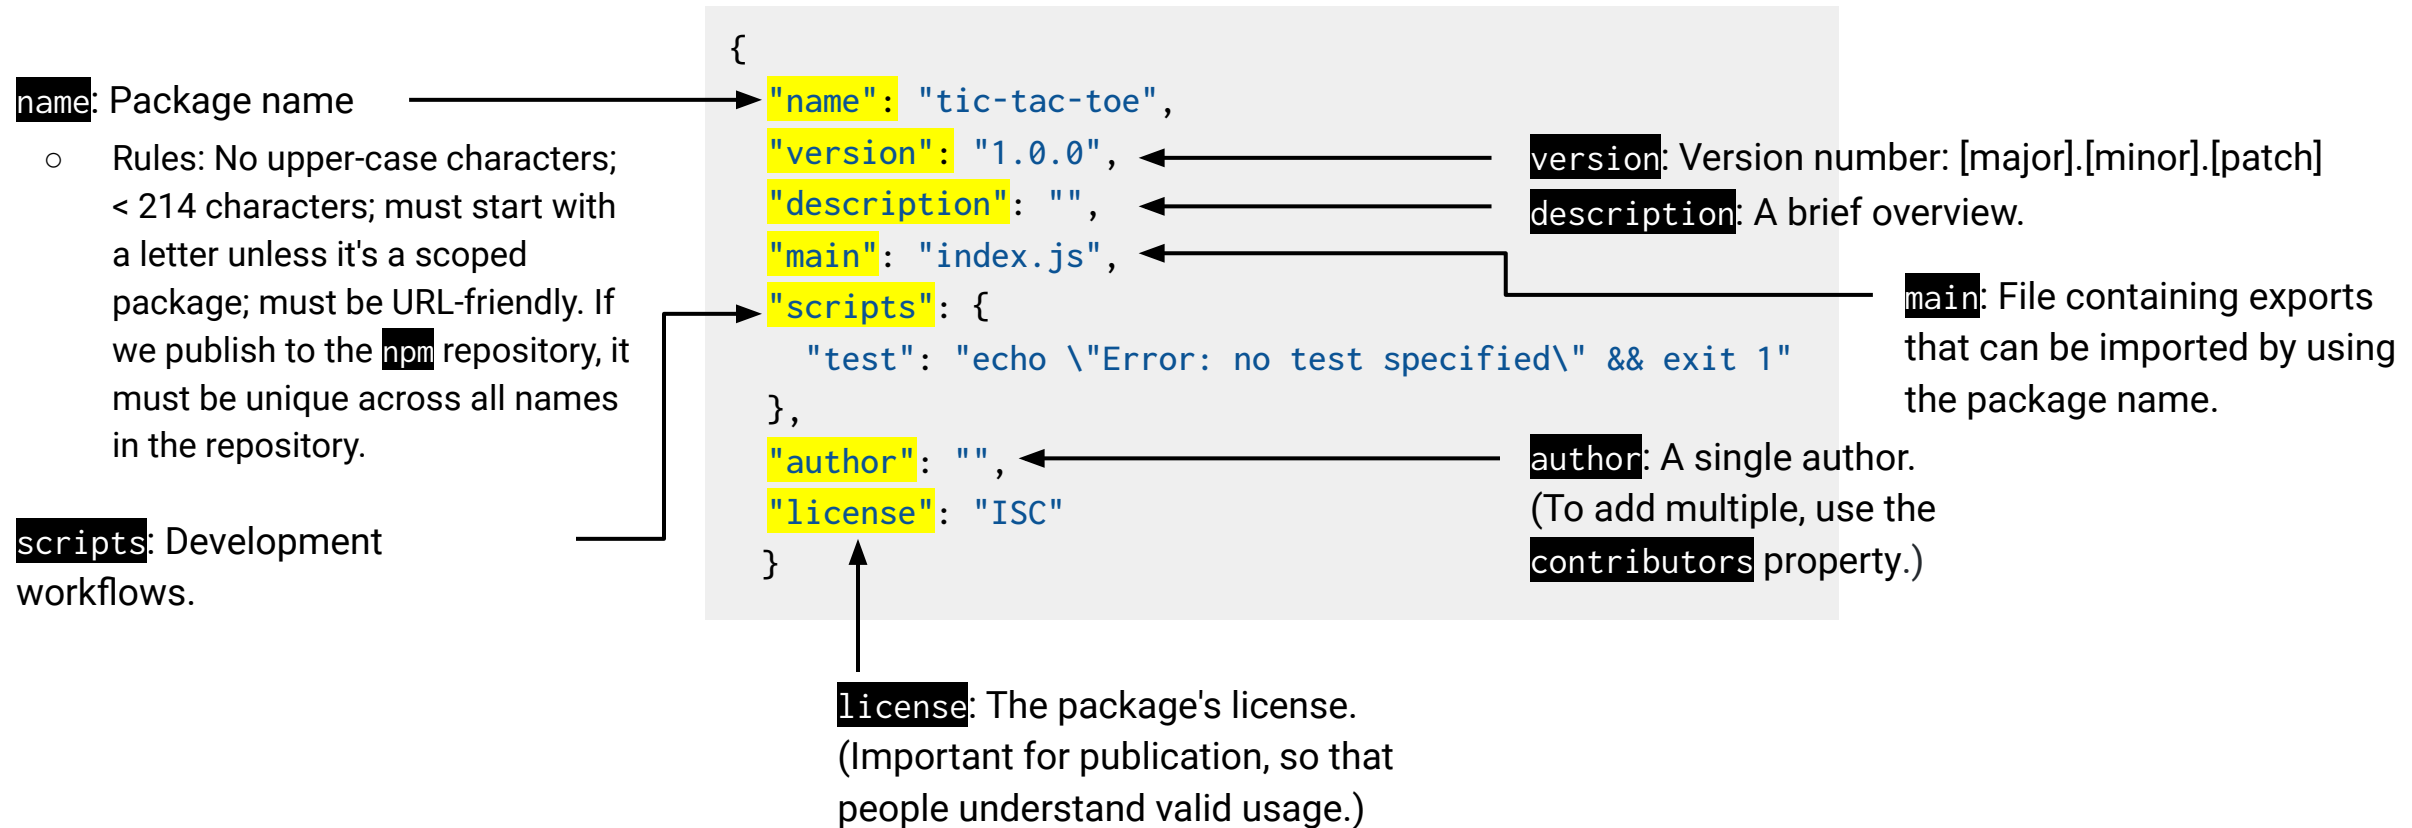 name: Package name
○ Rules: No upper-case characters;
< 214 characters; must start with
a letter unless it's a scoped
package; must be URL-friendly. If
we publish to the npm repository, it
must be unique across all names
in the repository.
scripts: Development
workflows.
{
"name": "tic-tac-toe",
"version": "1.0.0",
"description": "",
"main": "index.js",
"scripts": {
"test": "echo \"Error: no test specified\" && exit 1"
},
"author": "",
"license": "ISC"
}
version: Version number: [major].[minor].[patch]
description: A brief overview.
main: File containing exports
that can be imported by using
the package name.
author: A single author.
(To add multiple, use the
contributors property.)
license: The package's license.
(Important for publication, so that
people understand valid usage.)